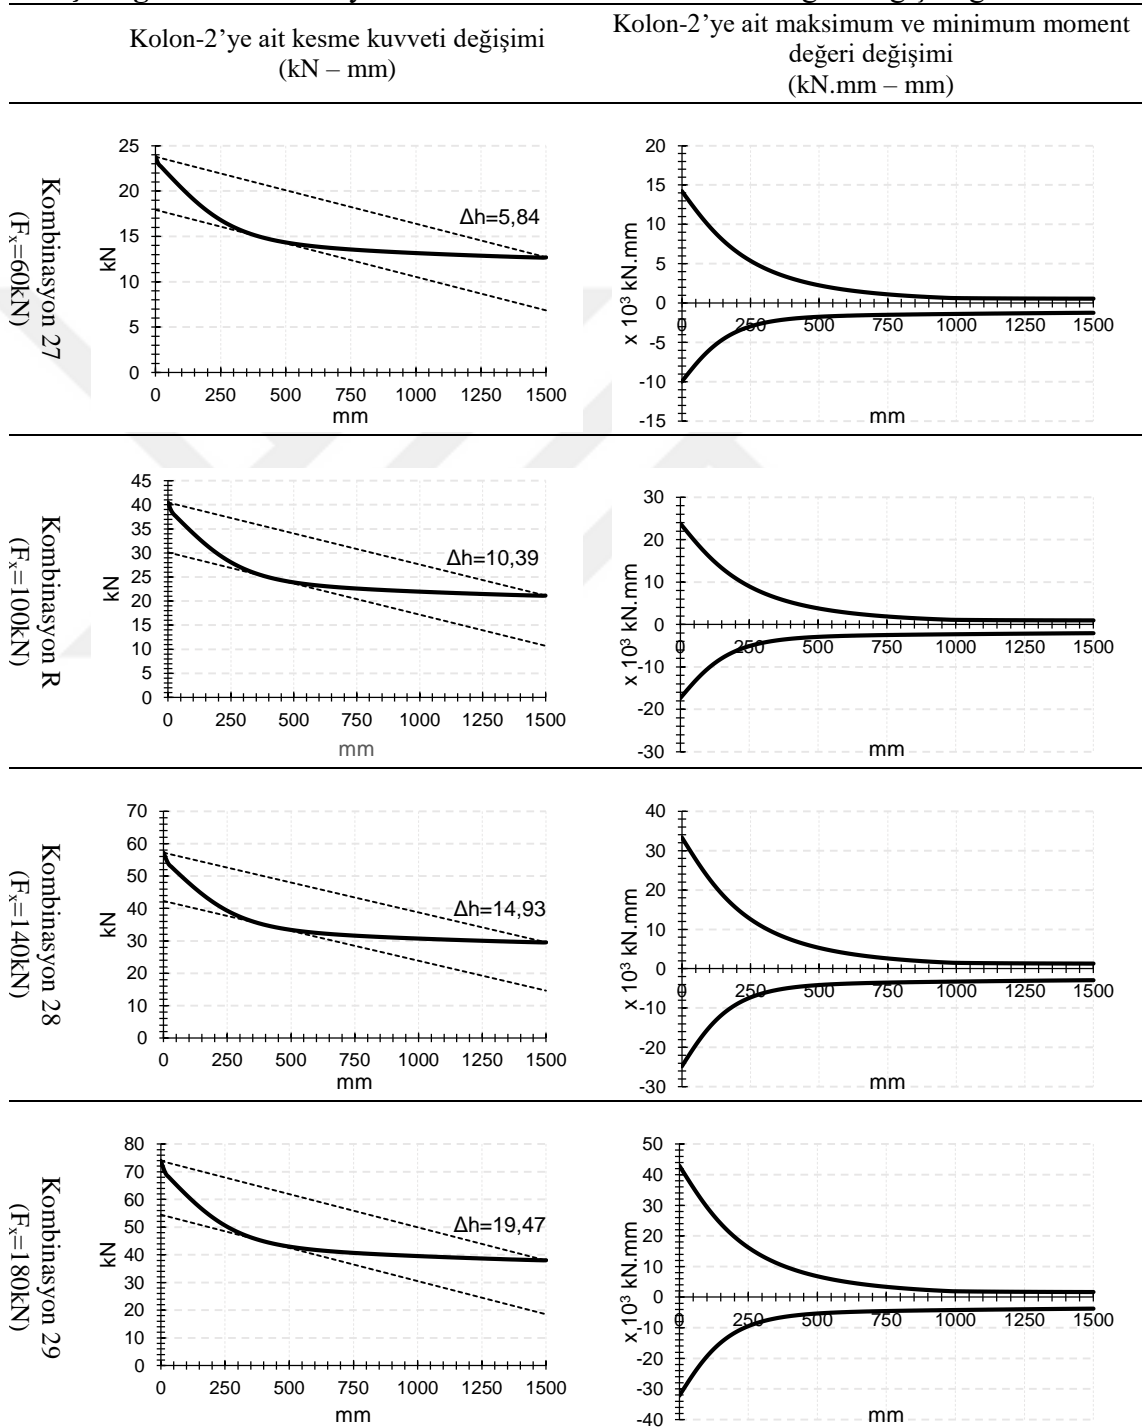 Kolon-2’ye ait kesme kuvveti değişimi
(kN – mm)
Kolon-2’ye ait maksimum ve minimum moment
değeri değişimi
(kN.mm – mm)
Kombinasyon 27
(Fₓ=60kN)
25
20
15
10
5
0
kN
Δh=5,84
0 250 500 750 1000 1250 1500
mm
20
15
10
5
0
-5
-10
-15
x 10³ kN.mm
0 250 500 750 1000 1250 1500
mm
Kombinasyon R
(Fₓ=100kN)
45
40
35
30
25
20
15
10
5
0
kN
Δh=10,39
0 250 500 750 1000 1250 1500
mm
30
20
10
0
-10
-20
-30
x 10³ kN.mm
0 250 500 750 1000 1250 1500
mm
Kombinasyon 28
(Fₓ=140kN)
70
60
50
40
30
20
10
0
kN
Δh=14,93
0 250 500 750 1000 1250 1500
mm
40
30
20
10
0
-10
-20
-30
x 10³ kN.mm
0 250 500 750 1000 1250 1500
mm
Kombinasyon 29
(Fₓ=180kN)
80
70
60
50
40
30
20
10
0
kN
Δh=19,47
0 250 500 750 1000 1250 1500
mm
50
40
30
20
10
0
-10
-20
-30
-40
x 10³ kN.mm
0 250 500 750 1000 1250 1500
mm